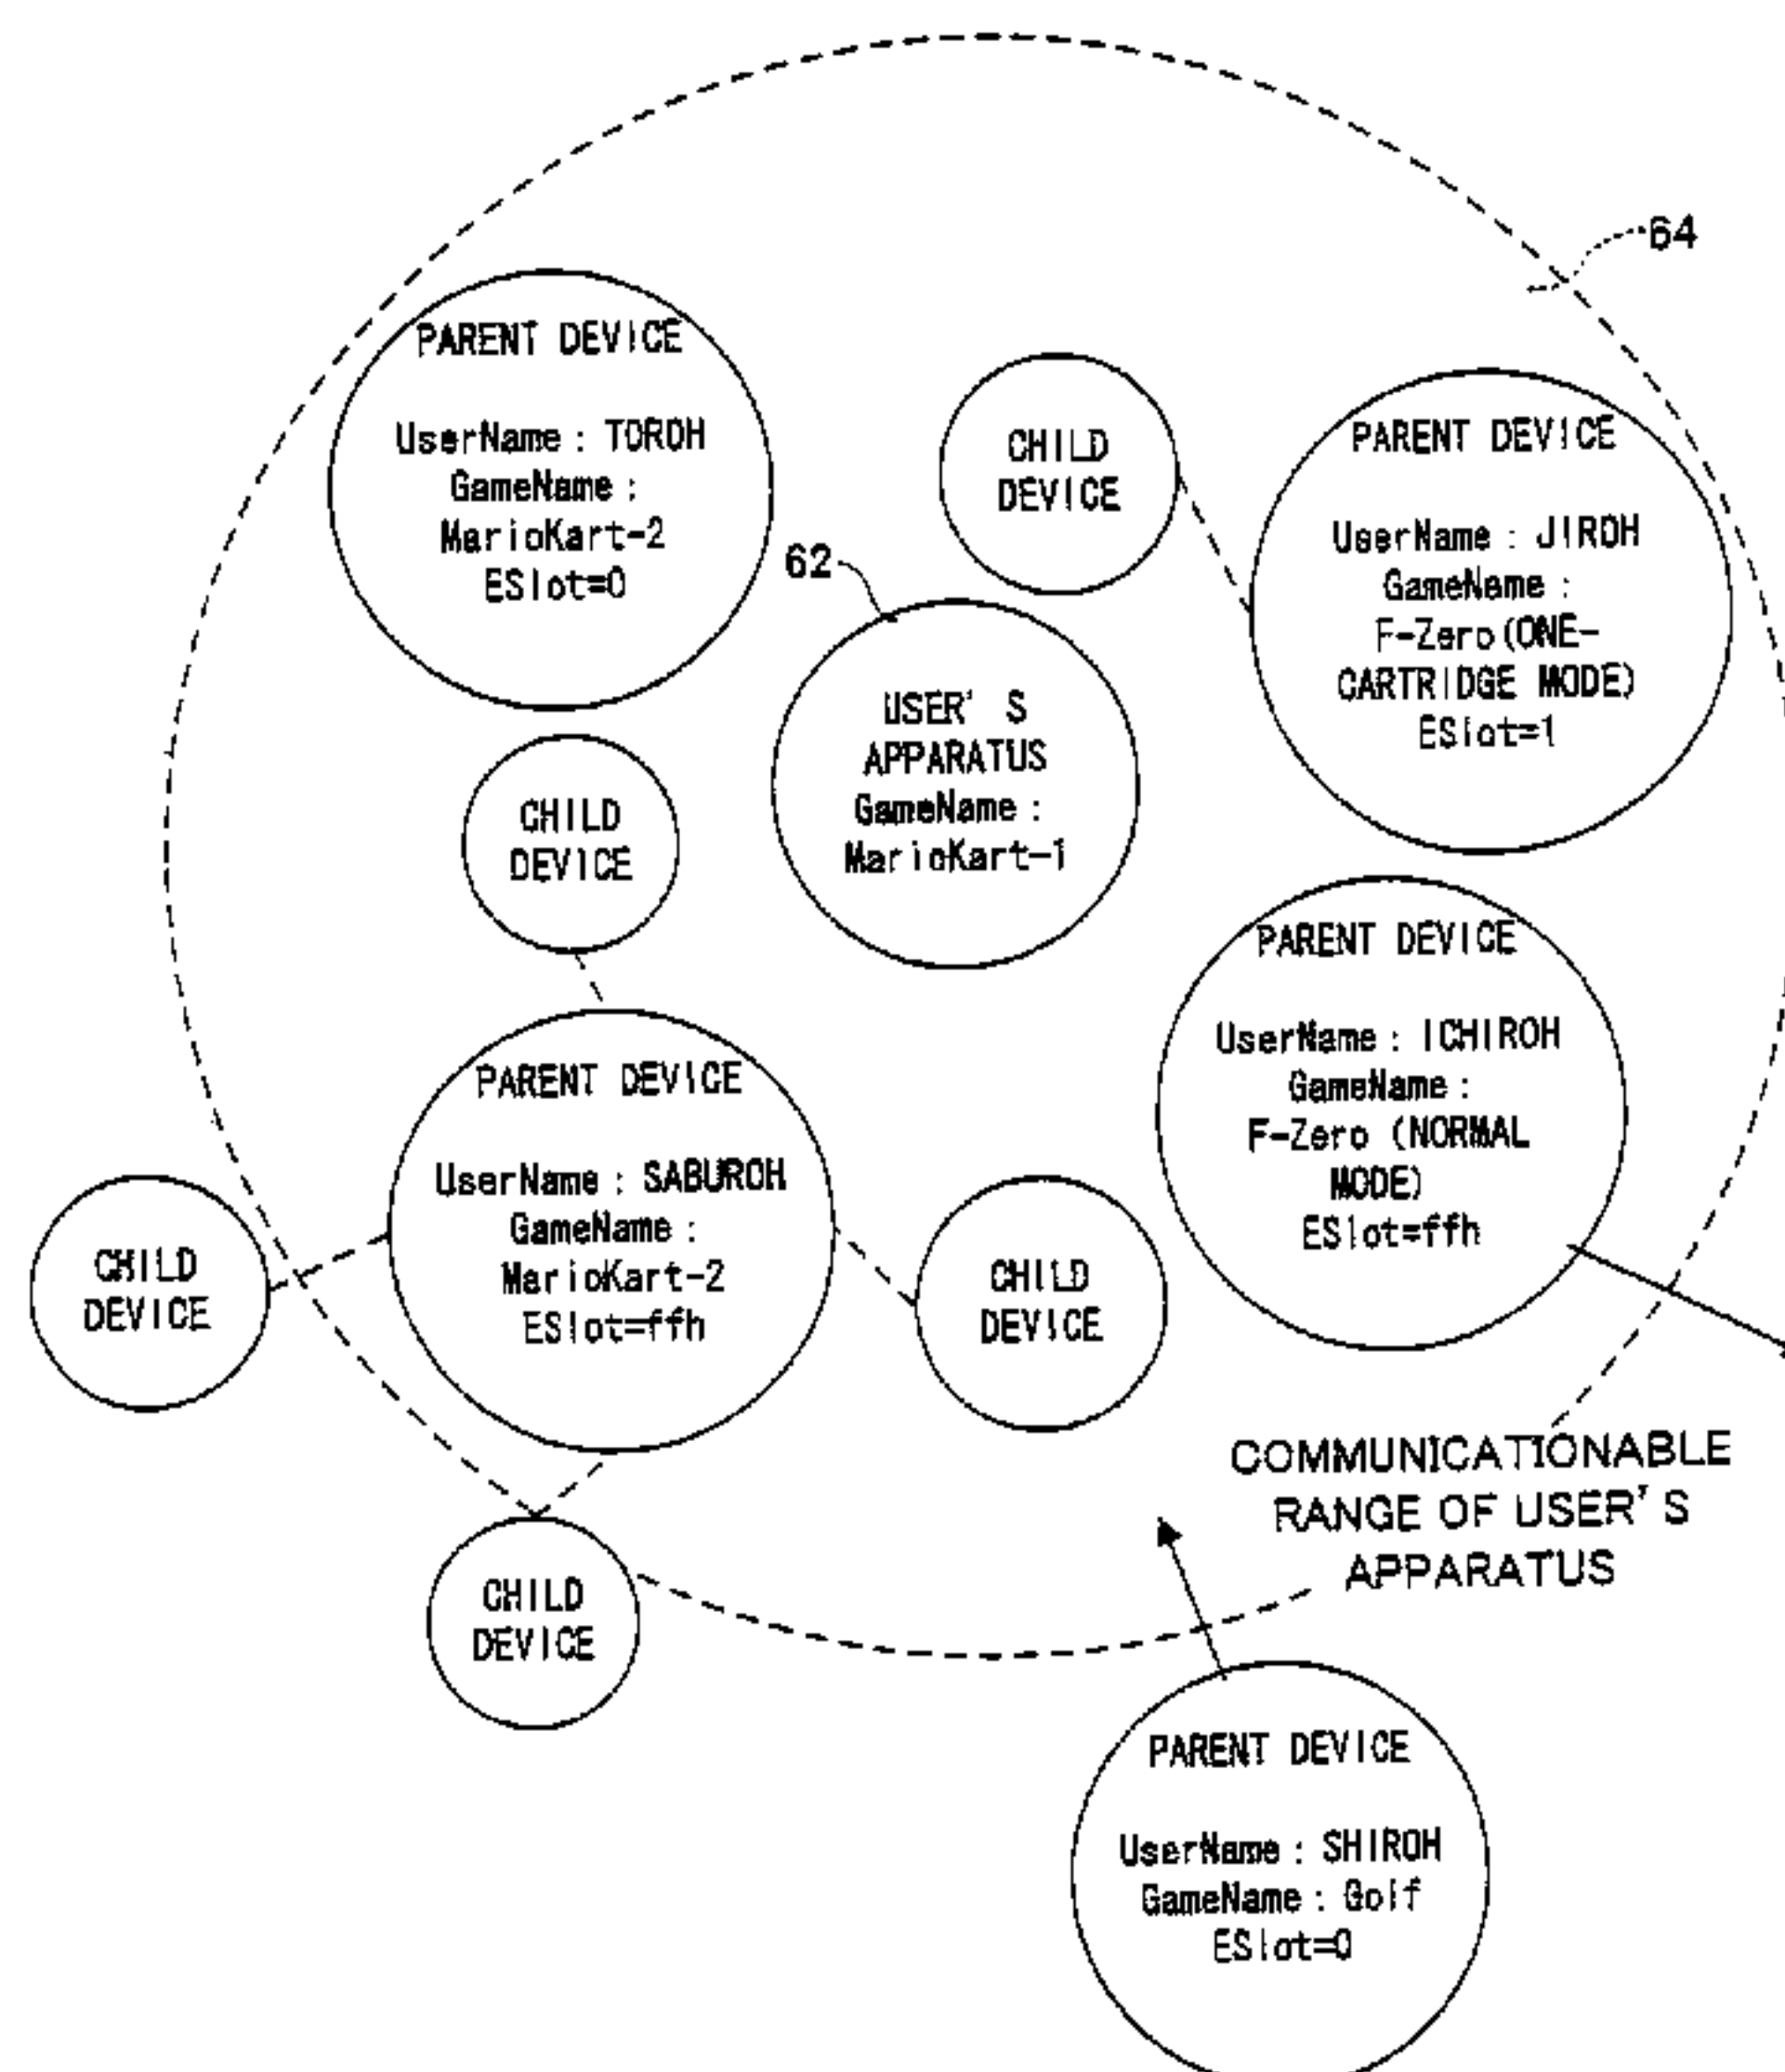 64
PARENT DEVICE
UserName : TOROH
GameName :
MarioKart-2
ESlot=0
CHILD
DEVICE
PARENT DEVICE
UserName : JIROH
GameName :
F-Zero(ONE-
CARTRIDGE MODE)
ESlot=1
62
USER'S
APPARATUS
GameName :
MarioKart-1
CHILD
DEVICE
PARENT DEVICE
UserName : ICHIROH
GameName :
F-Zero (NORMAL
MODE)
ESlot=ffh
PARENT DEVICE
UserName : SABUROH
GameName :
MarioKart-2
ESlot=ffh
CHILD
DEVICE
CHILD
DEVICE
COMMUNICATIONABLE
RANGE OF USER'S
APPARATUS
CHILD
DEVICE
PARENT DEVICE
UserName : SHIROH
GameName : Golf
ESlot=0